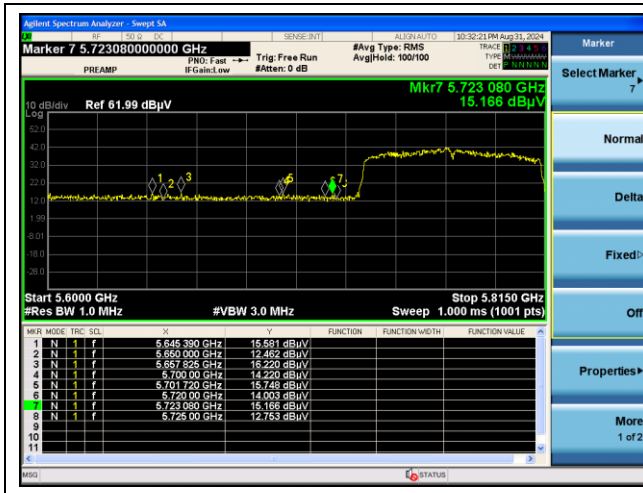 Agilent Spectrum Analyzer - Swept SA
RF 50 Ω DC SENSE:INT ALIGN AUTO 10:32:21 PM Aug 31, 2024
Marker 7 5.723080000000 GHz
#Avg Type: RMS
TRACE 1 2 3 4 5 6
PREAMP
PNO: Fast
IFGain:Low
Trig: Free Run
#Atten: 0 dB
Avg|Hold: 100/100
TYPE M
DET P N N N N N
Mkr7 5.723 080 GHz
15.166 dBµV
10 dB/div
Log
Ref 61.99 dBµV
52.0
42.0
32.0
22.0
12.0
1.99
-8.01
-18.0
-28.0
1
2
3
5
7
Start 5.6000 GHz
Stop 5.8150 GHz
#Res BW 1.0 MHz
#VBW 3.0 MHz
Sweep 1.000 ms (1001 pts)
MKR MODE TRC SCL X Y FUNCTION FUNCTION WIDTH FUNCTION VALUE
1 N 1 f 5.645 390 GHz 15.581 dBµV
2 N 1 f 5.650 000 GHz 12.462 dBµV
3 N 1 f 5.657 825 GHz 16.220 dBµV
4 N 1 f 5.700 00 GHz 14.220 dBµV
5 N 1 f 5.701 720 GHz 15.748 dBµV
6 N 1 f 5.720 00 GHz 14.003 dBµV
7 N 1 f 5.723 080 GHz 15.166 dBµV
8 N 1 f 5.725 00 GHz 12.753 dBµV
9
10
11
MSG
STATUS
Marker
Select Marker
7
Normal
Delta
Fixed
Off
Properties
More
1 of 2